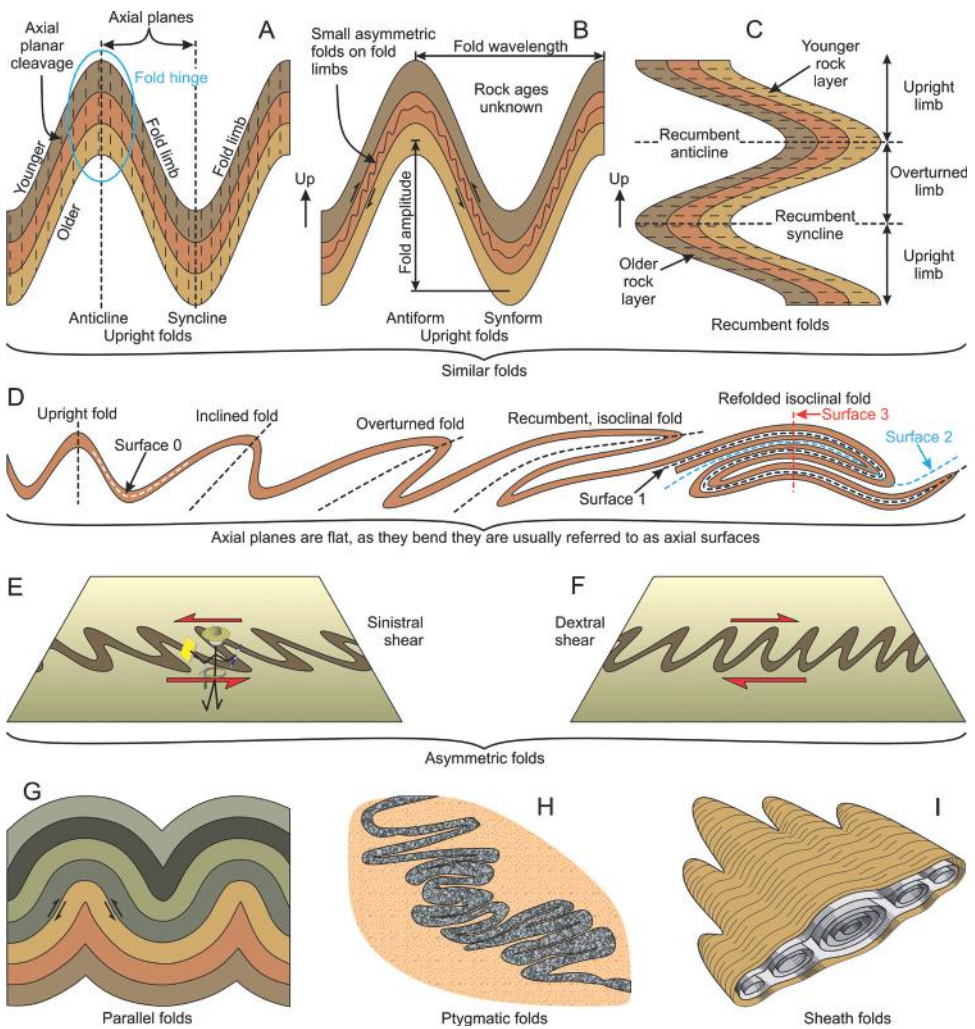 Axial planar cleavage
Axial planes
A
Fold hinge
Younger
Older
Fold limb
Fold limb
Anticline
Syncline
Upright folds
Small asymmetric folds on fold limbs
Fold wavelength
B
Rock ages unknown
Up
Fold amplitude
Antiform
Synform
Upright folds
C
Younger rock layer
Upright limb
Recumbent anticline
Overturned limb
Up
Recumbent syncline
Upright limb
Older rock layer
Recumbent folds
Similar folds
D
Upright fold
Surface 0
Inclined fold
Overturned fold
Recumbent, isoclinal fold
Surface 1
Refolded isoclinal fold
Surface 3
Surface 2
Axial planes are flat, as they bend they are usually referred to as axial surfaces
E
Sinistral shear
F
Dextral shear
Asymmetric folds
G
Parallel folds
H
Ptygmatic folds
I
Sheath folds